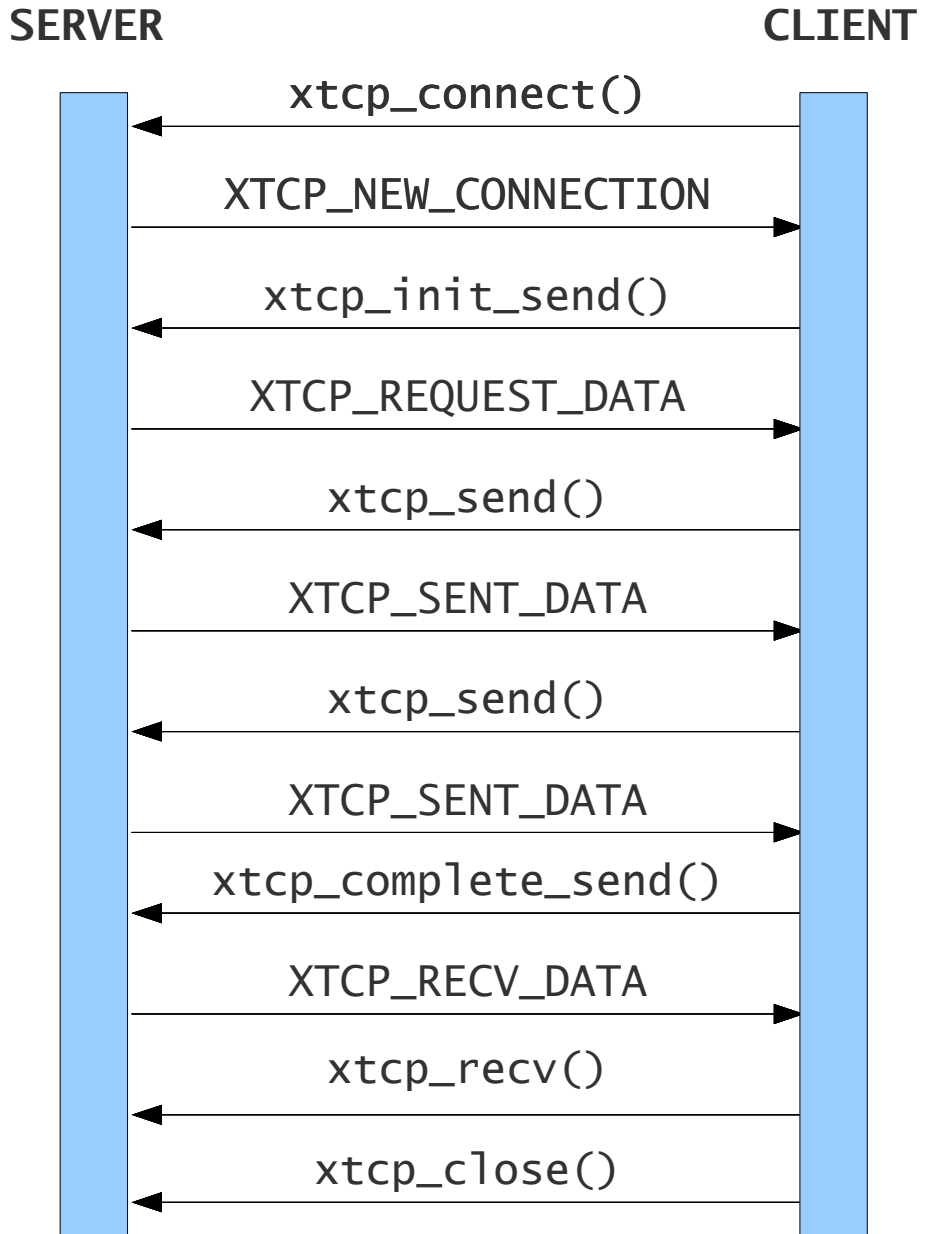 SERVER
CLIENT
xtcp_connect()
XTCP_NEW_CONNECTION
xtcp_init_send()
XTCP_REQUEST_DATA
xtcp_send()
XTCP_SENT_DATA
xtcp_send()
XTCP_SENT_DATA
xtcp_complete_send()
XTCP_RECV_DATA
xtcp_recv()
xtcp_close()